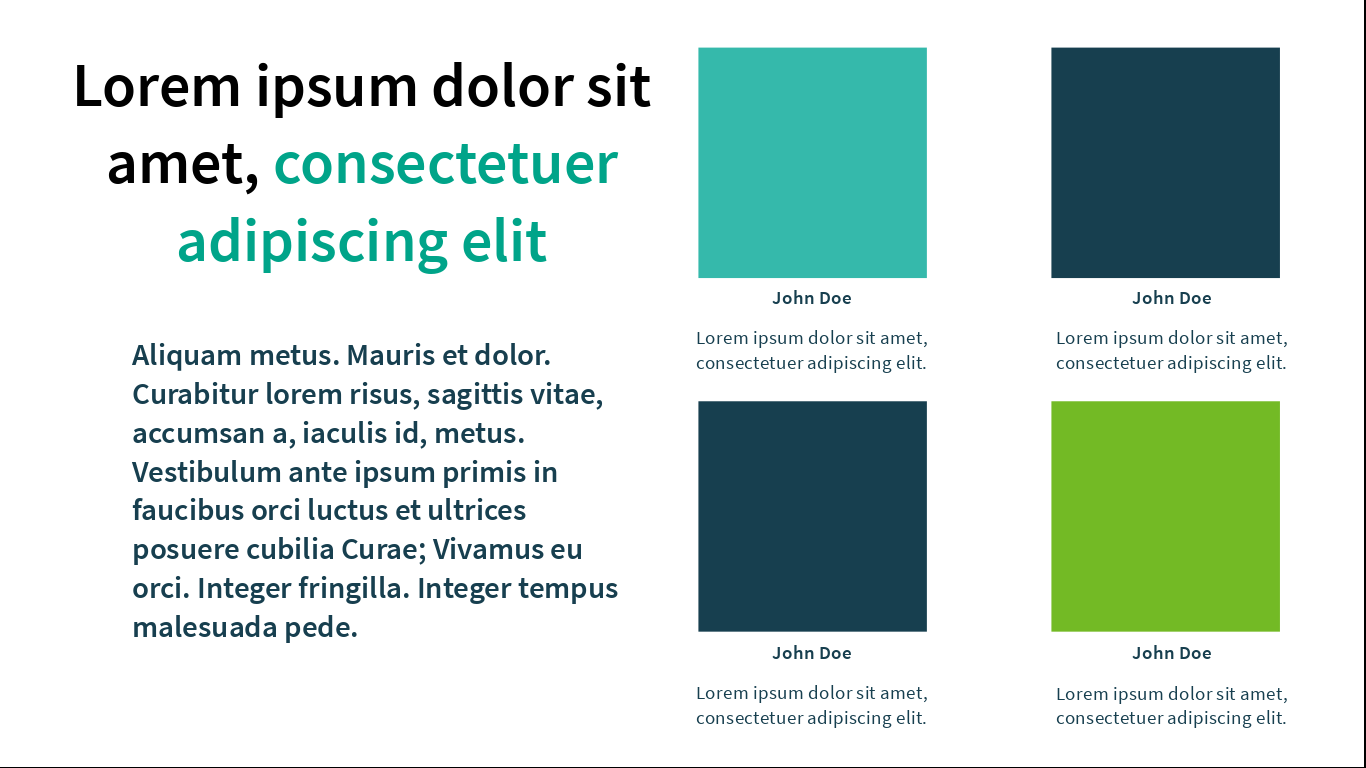 Lorem ipsum dolor sit
amet, consectetuer
adipiscing elit
Aliquam metus. Mauris et dolor.
Curabitur lorem risus, sagittis vitae,
accumsan a, iaculis id, metus.
Vestibulum ante ipsum primis in
faucibus orci luctus et ultrices
posuere cubilia Curae; Vivamus eu
orci. Integer fringilla. Integer tempus
malesuada pede.
John Doe
Lorem ipsum dolor sit amet,
consectetuer adipiscing elit.
John Doe
Lorem ipsum dolor sit amet,
consectetuer adipiscing elit.
John Doe
Lorem ipsum dolor sit amet,
consectetuer adipiscing elit.
John Doe
Lorem ipsum dolor sit amet,
consectetuer adipiscing elit.